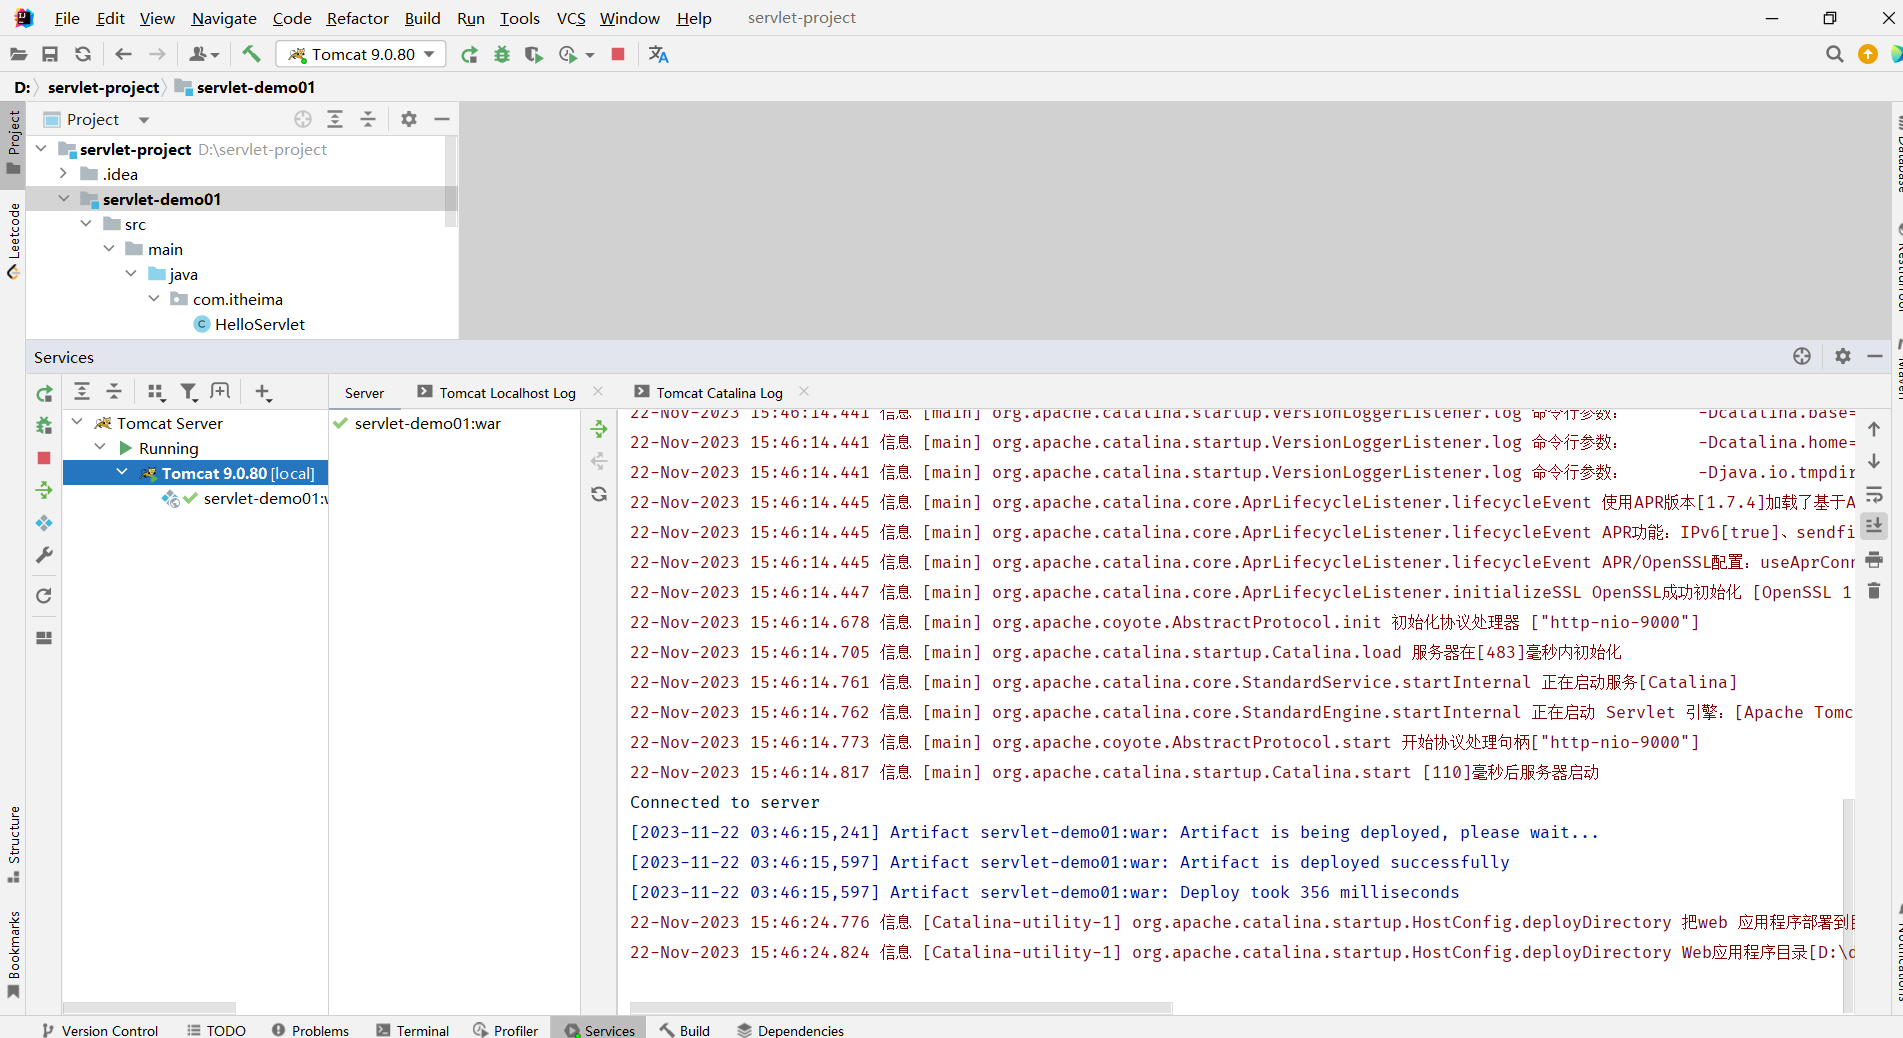 File Edit View Navigate Code Refactor Build Run Tools VCS Window Help servlet-project
Tomcat 9.0.80
D: servlet-project servlet-demo01
Project
servlet-project D:\servlet-project
.idea
servlet-demo01
src
main
java
com.itheima
HelloServlet
Project
Leetcode
Structure
Bookmarks
Database
Maven
Notifications
Services
Server Tomcat Localhost Log Tomcat Catalina Log
Tomcat Server
Running
Tomcat 9.0.80 [local]
servlet-demo01:w
servlet-demo01:war
22-Nov-2023 15:46:14.441 信息 [main] org.apache.catalina.startup.VersionLoggerListener.log 命令行参数: -Dcatalina.base=
22-Nov-2023 15:46:14.441 信息 [main] org.apache.catalina.startup.VersionLoggerListener.log 命令行参数: -Dcatalina.home=
22-Nov-2023 15:46:14.441 信息 [main] org.apache.catalina.startup.VersionLoggerListener.log 命令行参数: -Djava.io.tmpdir
22-Nov-2023 15:46:14.445 信息 [main] org.apache.catalina.core.AprLifecycleListener.lifecycleEvent 使用APR版本[1.7.4]加载了基于A
22-Nov-2023 15:46:14.445 信息 [main] org.apache.catalina.core.AprLifecycleListener.lifecycleEvent APR功能: IPv6[true]、sendfi
22-Nov-2023 15:46:14.445 信息 [main] org.apache.catalina.core.AprLifecycleListener.lifecycleEvent APR/OpenSSL配置: useAprConn
22-Nov-2023 15:46:14.447 信息 [main] org.apache.catalina.core.AprLifecycleListener.initializeSSL OpenSSL成功初始化 [OpenSSL 1
22-Nov-2023 15:46:14.678 信息 [main] org.apache.coyote.AbstractProtocol.init 初始化协议处理器 ["http-nio-9000"]
22-Nov-2023 15:46:14.705 信息 [main] org.apache.catalina.startup.Catalina.load 服务器在[483]毫秒内初始化
22-Nov-2023 15:46:14.761 信息 [main] org.apache.catalina.core.StandardService.startInternal 正在启动服务[Catalina]
22-Nov-2023 15:46:14.762 信息 [main] org.apache.catalina.core.StandardEngine.startInternal 正在启动 Servlet 引擎: [Apache Tomc
22-Nov-2023 15:46:14.773 信息 [main] org.apache.coyote.AbstractProtocol.start 开始协议处理句柄["http-nio-9000"]
22-Nov-2023 15:46:14.817 信息 [main] org.apache.catalina.startup.Catalina.start [110]毫秒后服务器启动
Connected to server
[2023-11-22 03:46:15,241] Artifact servlet-demo01:war: Artifact is being deployed, please wait...
[2023-11-22 03:46:15,597] Artifact servlet-demo01:war: Artifact is deployed successfully
[2023-11-22 03:46:15,597] Artifact servlet-demo01:war: Deploy took 356 milliseconds
22-Nov-2023 15:46:24.776 信息 [Catalina-utility-1] org.apache.catalina.startup.HostConfig.deployDirectory 把web 应用程序部署到目
22-Nov-2023 15:46:24.824 信息 [Catalina-utility-1] org.apache.catalina.startup.HostConfig.deployDirectory Web应用程序目录[D:\d
Version Control TODO Problems Terminal Profiler Services Build Dependencies